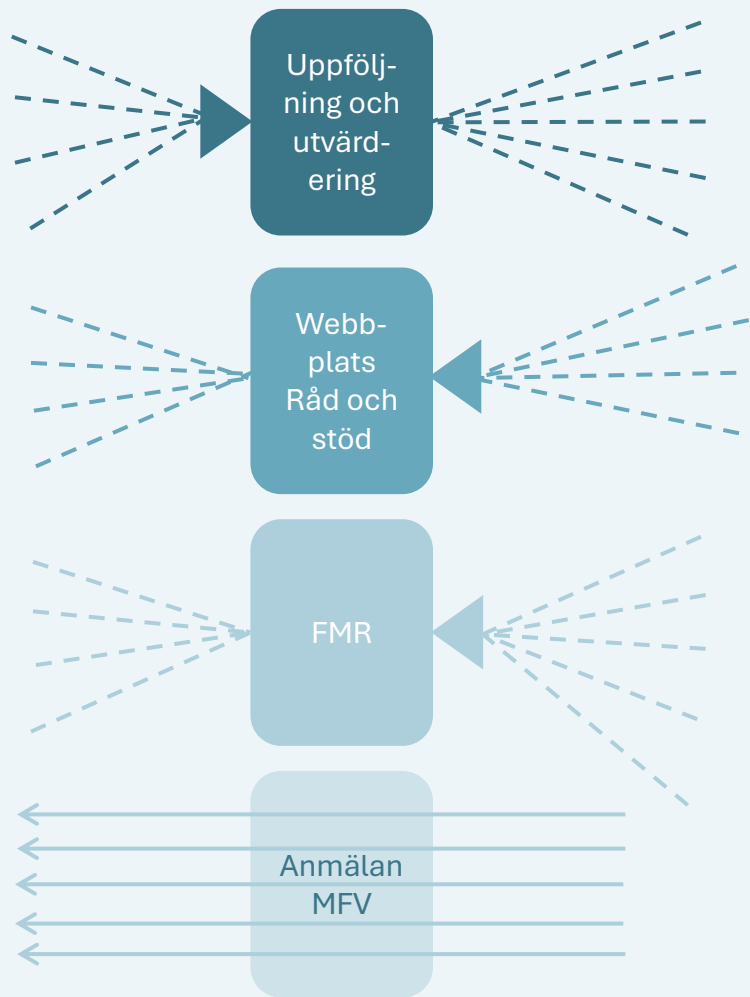 Uppfölj-
ning och
utvärd-
ering
Webb-
plats
Råd och
stöd
FMR
Anmälan
MFV